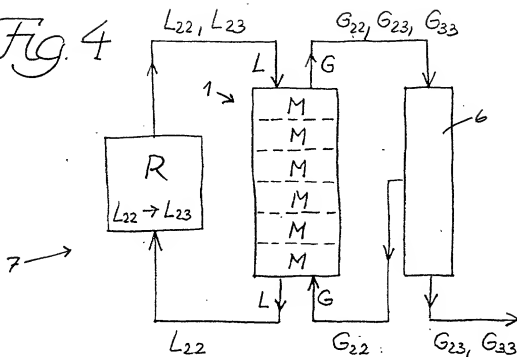 Fig. 4
L22, L23
G22, G23, G33
L
G
1
6
M
M
M
M
M
M
R
L22 → L23
7
L
G
L22
G22
G23, G33